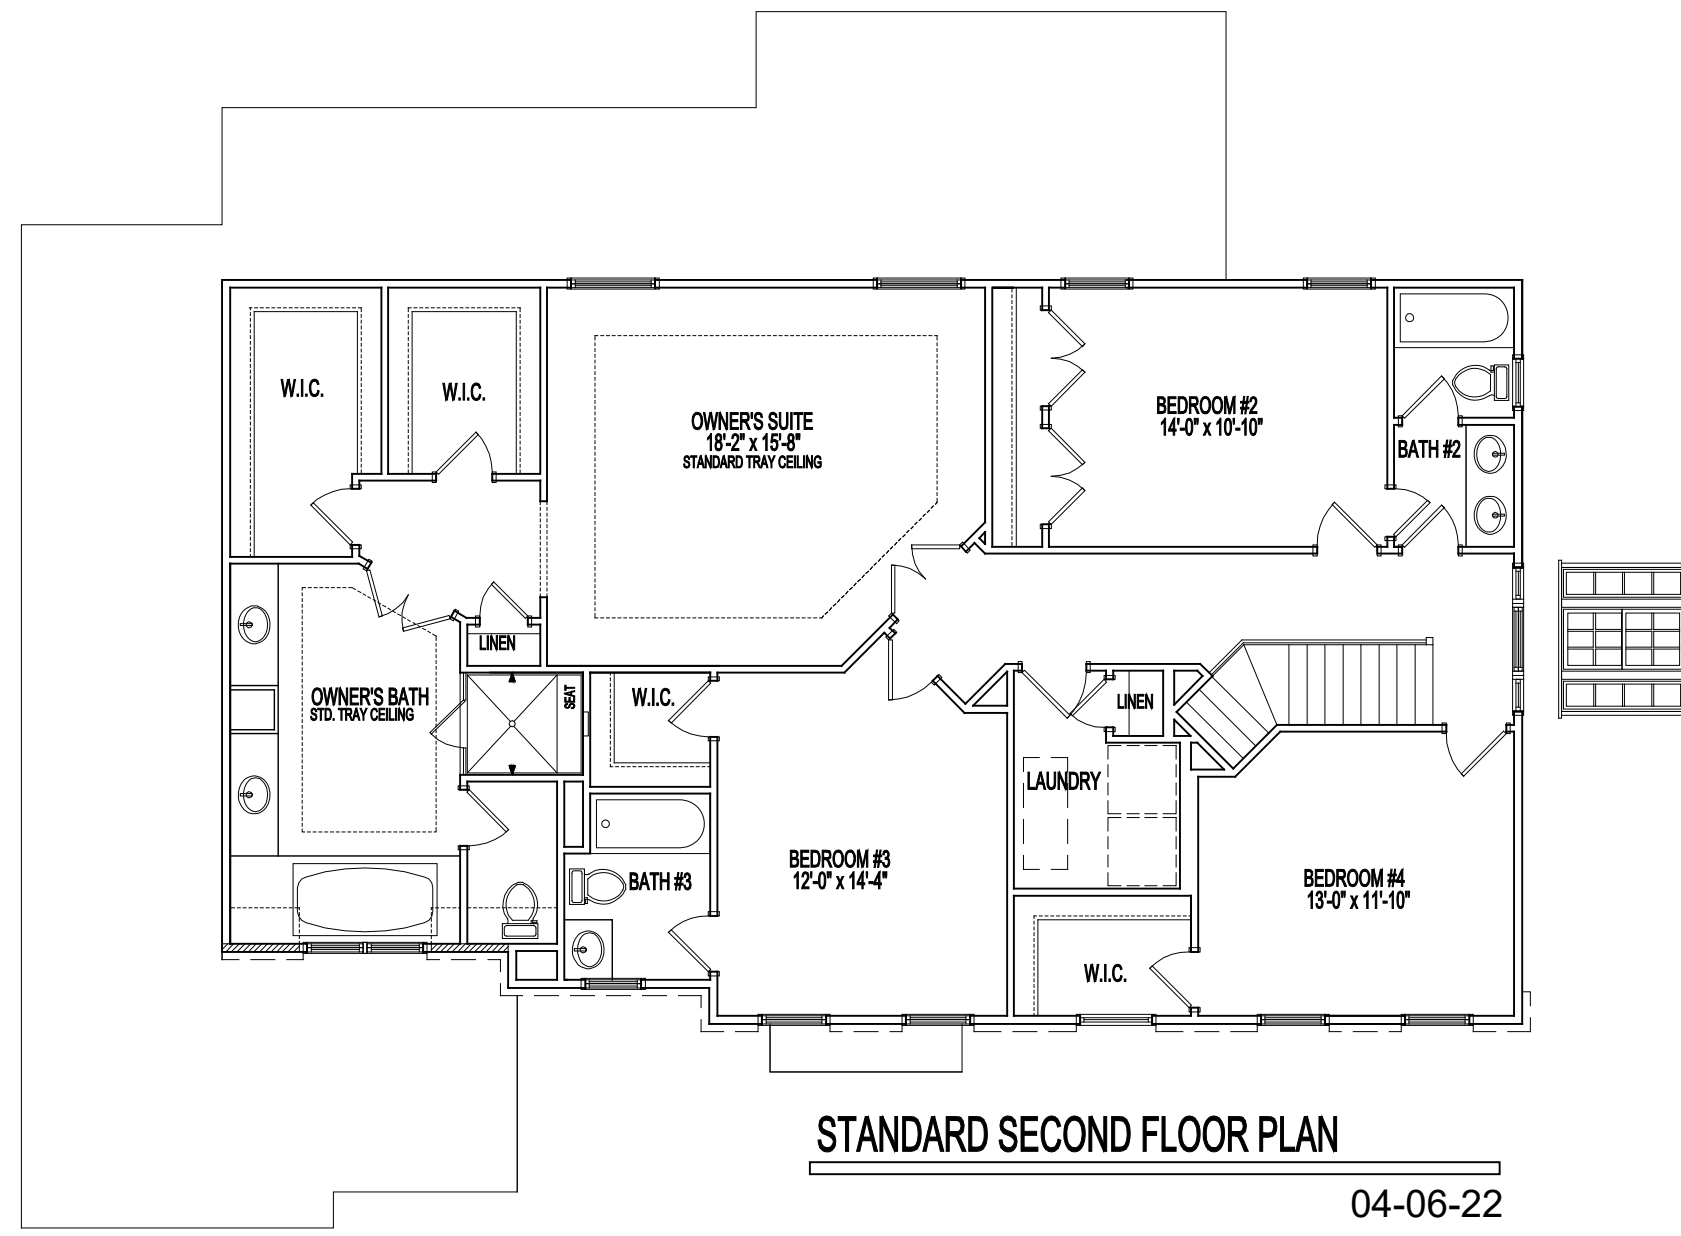 W.I.C.
W.I.C.
OWNER'S SUITE
18'-2" x 15'-8"
STANDARD TRAY CEILING
BEDROOM #2
14'-0" x 10'-10"
BATH #2
LINEN
OWNER'S BATH
STD. TRAY CEILING
SEAT
W.I.C.
LINEN
LAUNDRY
BEDROOM #3
12'-0" x 14'-4"
BATH #3
BEDROOM #4
13'-0" x 11'-10"
W.I.C.
STANDARD SECOND FLOOR PLAN
04-06-22